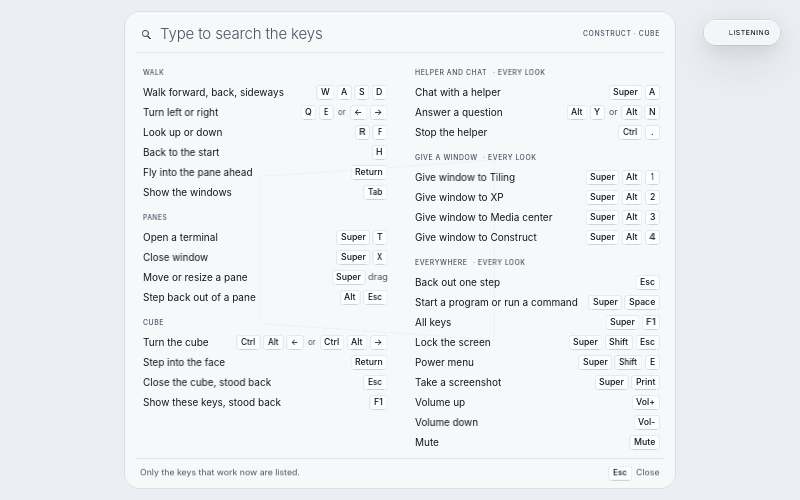 Type to search the keys
CONSTRUCT · CUBE
LISTENING
WALK
Walk forward, back, sideways W A S D
Turn left or right Q E or ← →
Look up or down R F
Back to the start H
Fly into the pane ahead Return
Show the windows Tab
PANES
Open a terminal Super T
Close window Super X
Move or resize a pane Super drag
Step back out of a pane Alt Esc
CUBE
Turn the cube Ctrl Alt ← or Ctrl Alt →
Step into the face Return
Close the cube, stood back Esc
Show these keys, stood back F1
HELPER AND CHAT · EVERY LOOK
Chat with a helper Super A
Answer a question Alt Y or Alt N
Stop the helper Ctrl .
GIVE A WINDOW · EVERY LOOK
Give window to Tiling Super Alt 1
Give window to XP Super Alt 2
Give window to Media center Super Alt 3
Give window to Construct Super Alt 4
EVERYWHERE · EVERY LOOK
Back out one step Esc
Start a program or run a command Super Space
All keys Super F1
Lock the screen Super Shift Esc
Power menu Super Shift E
Take a screenshot Super Print
Volume up Vol+
Volume down Vol-
Mute Mute
Only the keys that work now are listed.
Esc Close